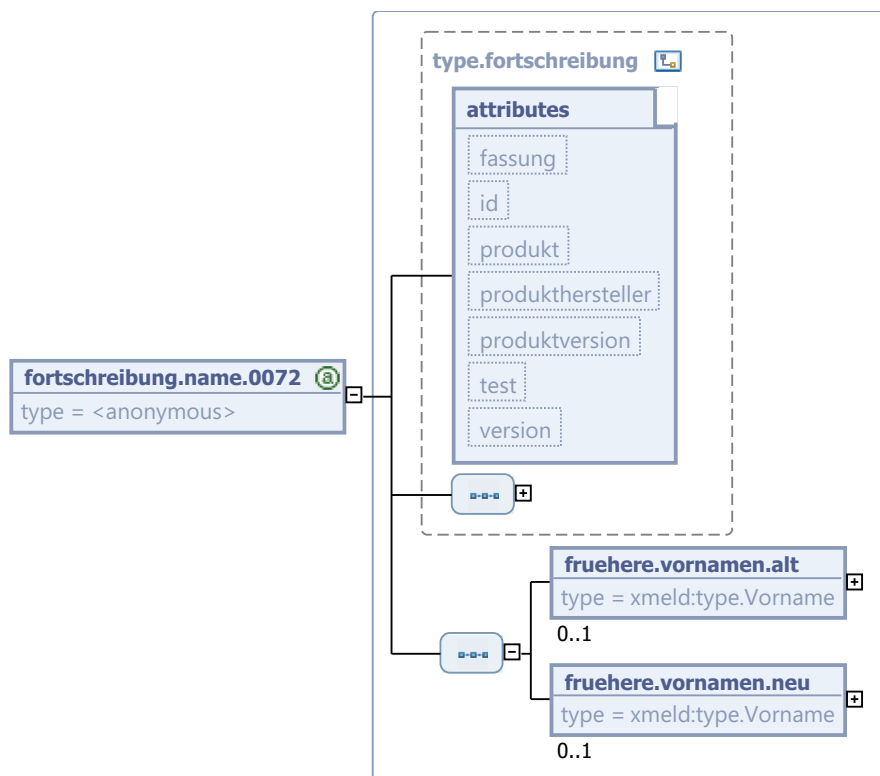 type.fortschreibung
attributes
fassung
id
produkt
produkthersteller
produktversion
test
version
fortschreibung.name.0072
type = <anonymous>
fruehere.vornamen.alt
type = xmeld:type.Vorname
0..1
fruehere.vornamen.neu
type = xmeld:type.Vorname
0..1